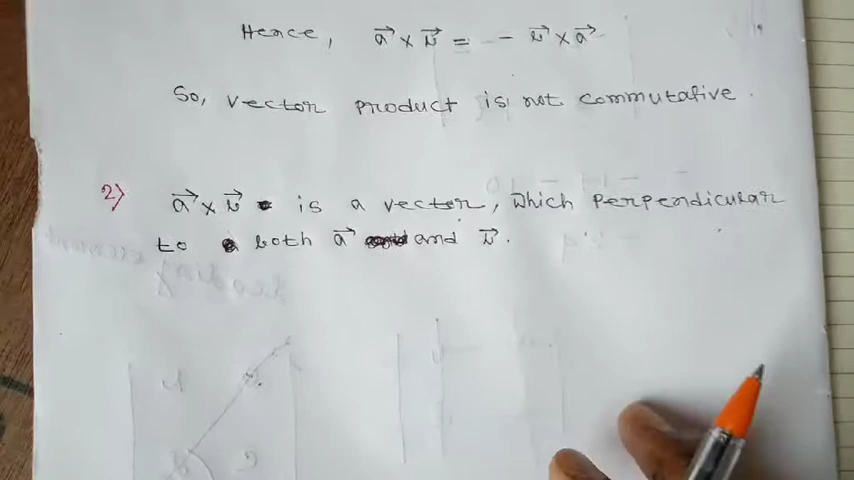 Hence, a⃗ × b⃗ = - b⃗ × a⃗
So, vector product is not commutative.
2) a⃗ × b⃗ is a vector, which perpendicular
to both a⃗ and b⃗.